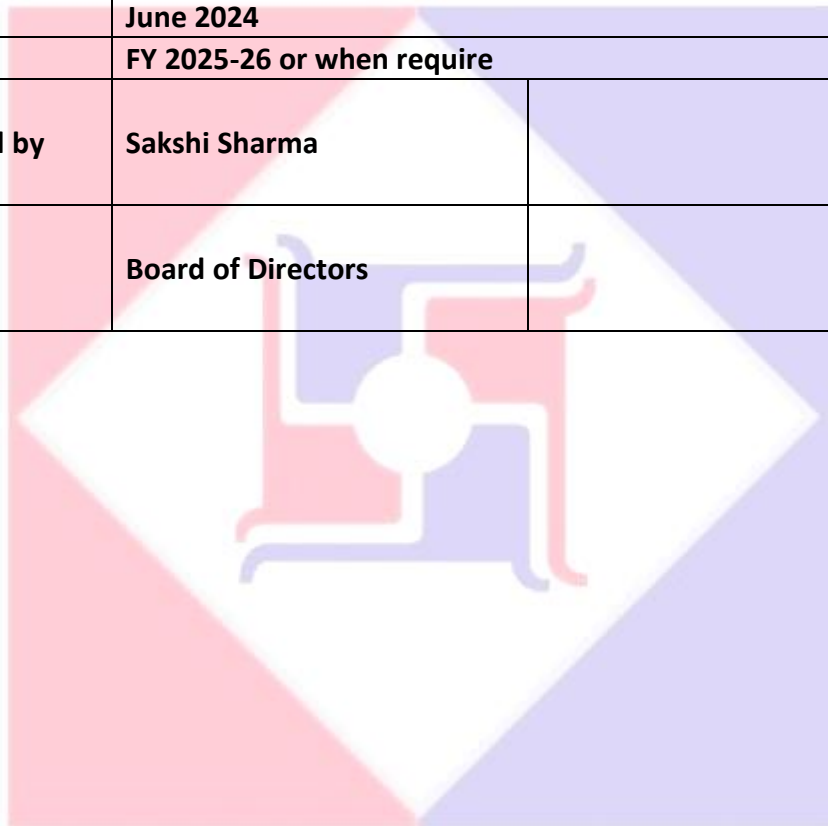 June 2024
FY 2025-26 or when require
by Sakshi Sharma
Board of Directors